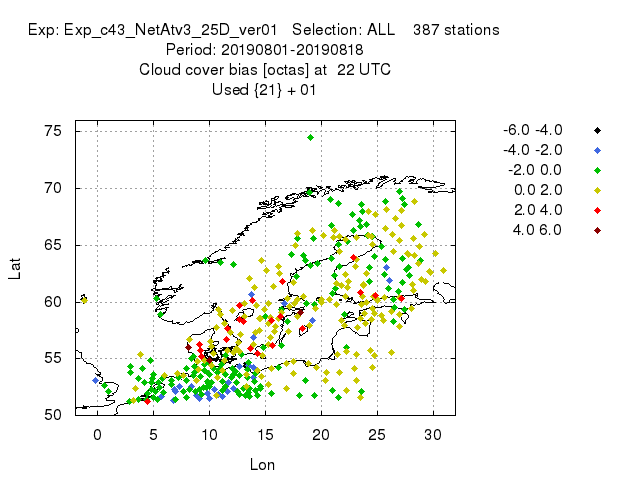 Exp: Exp_c43_NetAtv3_25D_ver01 Selection: ALL 387 stations
Period: 20190801-20190818
Cloud cover bias [octas] at 22 UTC
Used {21} + 01
-6.0 -4.0
-4.0 -2.0
-2.0 0.0
0.0 2.0
2.0 4.0
4.0 6.0
75
70
65
60
55
50
Lat
0 5 10 15 20 25 30
Lon